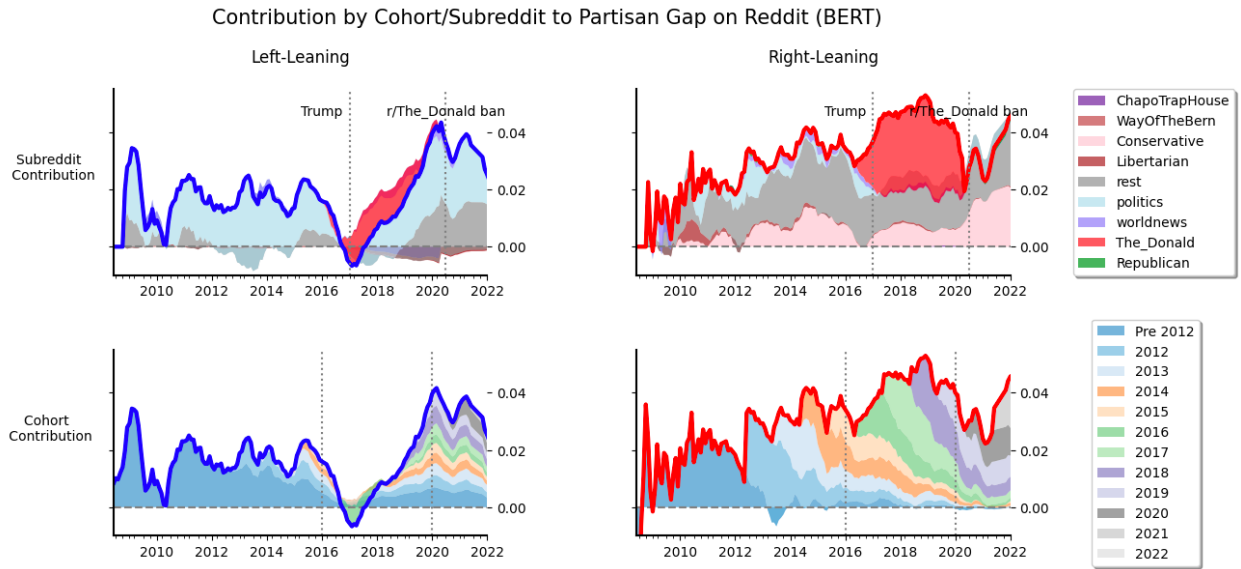 Contribution by Cohort/Subreddit to Partisan Gap on Reddit (BERT)
Left-Leaning
Right-Leaning
Subreddit
Contribution
Trump
r/The_Donald ban
0.04
0.02
0.00
2010 2012 2014 2016 2018 2020 2022
Trump
r/The_Donald ban
0.04
0.02
0.00
2010 2012 2014 2016 2018 2020 2022
ChapoTrapHouse
WayOfTheBern
Conservative
Libertarian
rest
politics
worldnews
The_Donald
Republican
Cohort
Contribution
0.04
0.02
0.00
2010 2012 2014 2016 2018 2020 2022
0.04
0.02
0.00
2010 2012 2014 2016 2018 2020 2022
Pre 2012
2012
2013
2014
2015
2016
2017
2018
2019
2020
2021
2022